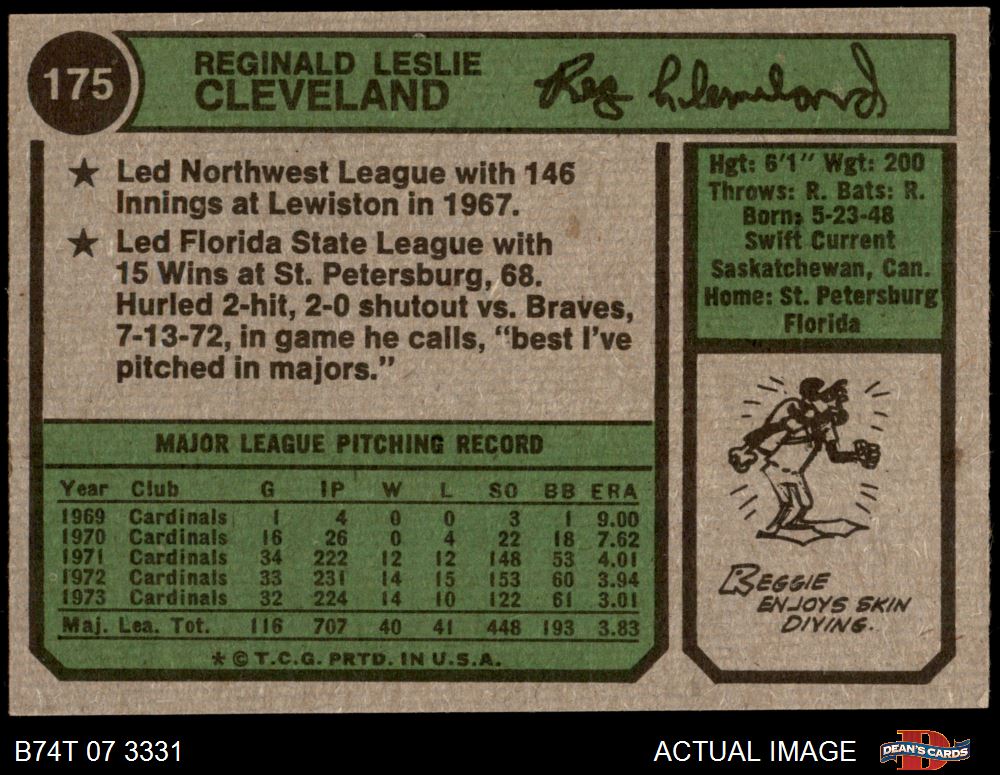 175
REGINALD LESLIE
CLEVELAND
Reg Cleveland
★ Led Northwest League with 146
Innings at Lewiston in 1967.
★ Led Florida State League with
15 Wins at St. Petersburg, 68.
Hurled 2-hit, 2-0 shutout vs. Braves,
7-13-72, in game he calls, “best I’ve
pitched in majors.”
Hgt: 6'1" Wgt: 200
Throws: R. Bats: R.
Born: 5-23-48
Swift Current
Saskatchewan, Can.
Home: St. Petersburg
Florida
MAJOR LEAGUE PITCHING RECORD
Year Club G IP W L SO BB ERA
1969 Cardinals 1 4 0 0 3 1 9.00
1970 Cardinals 16 26 0 4 22 18 7.62
1971 Cardinals 34 222 12 12 148 53 4.01
1972 Cardinals 33 231 14 15 153 60 3.94
1973 Cardinals 32 224 14 10 122 61 3.01
Maj. Lea. Tot. 116 707 40 41 448 193 3.83
* © T.C.G. PRTD. IN U.S.A.
REGGIE
ENJOYS SKIN
DIVING.
B74T 07 3331
ACTUAL IMAGE
DEAN'S CARDS